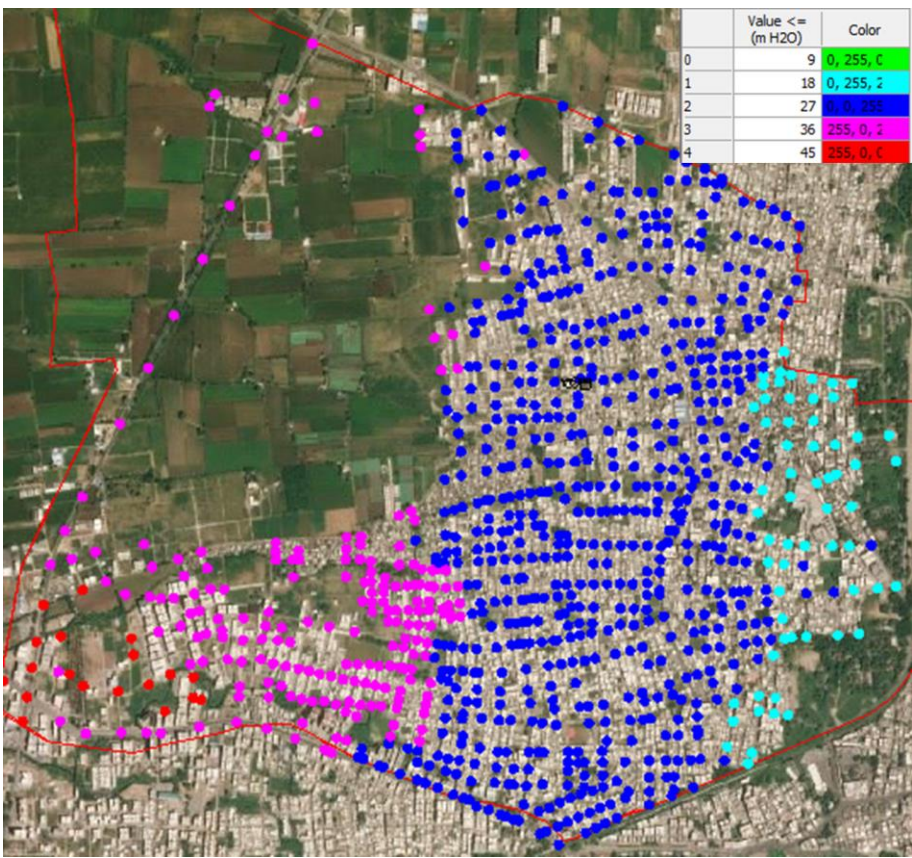 Value <=
(m H2O)
Color
0 9 0, 255, 0
1 18 0, 255, 2
2 27 0, 0, 255
3 36 255, 0, 2
4 45 255, 0, 0